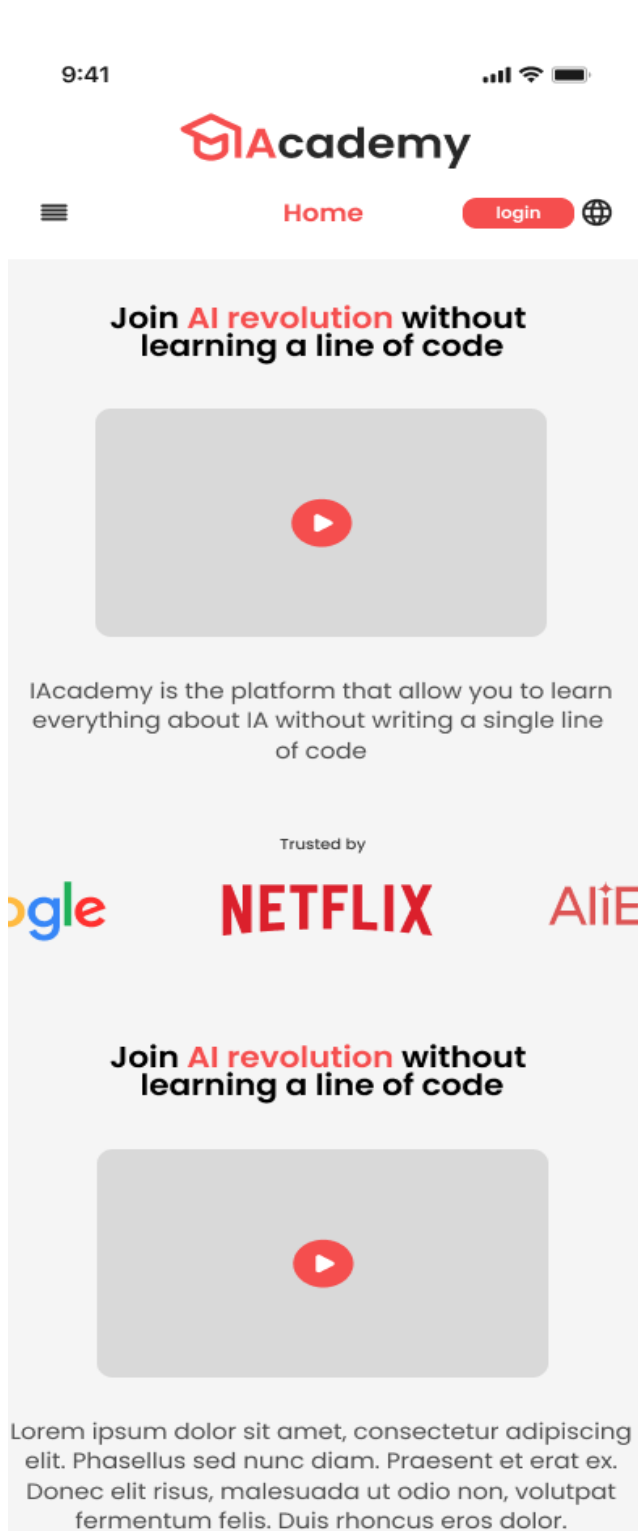 9:41
IAcademy
Home
login
Join AI revolution without
learning a line of code
IAcademy is the platform that allow you to learn
everything about IA without writing a single line
of code
Trusted by
ogle
NETFLIX
AliE
Join AI revolution without
learning a line of code
Lorem ipsum dolor sit amet, consectetur adipiscing
elit. Phasellus sed nunc diam. Praesent et erat ex.
Donec elit risus, malesuada ut odio non, volutpat
fermentum felis. Duis rhoncus eros dolor.